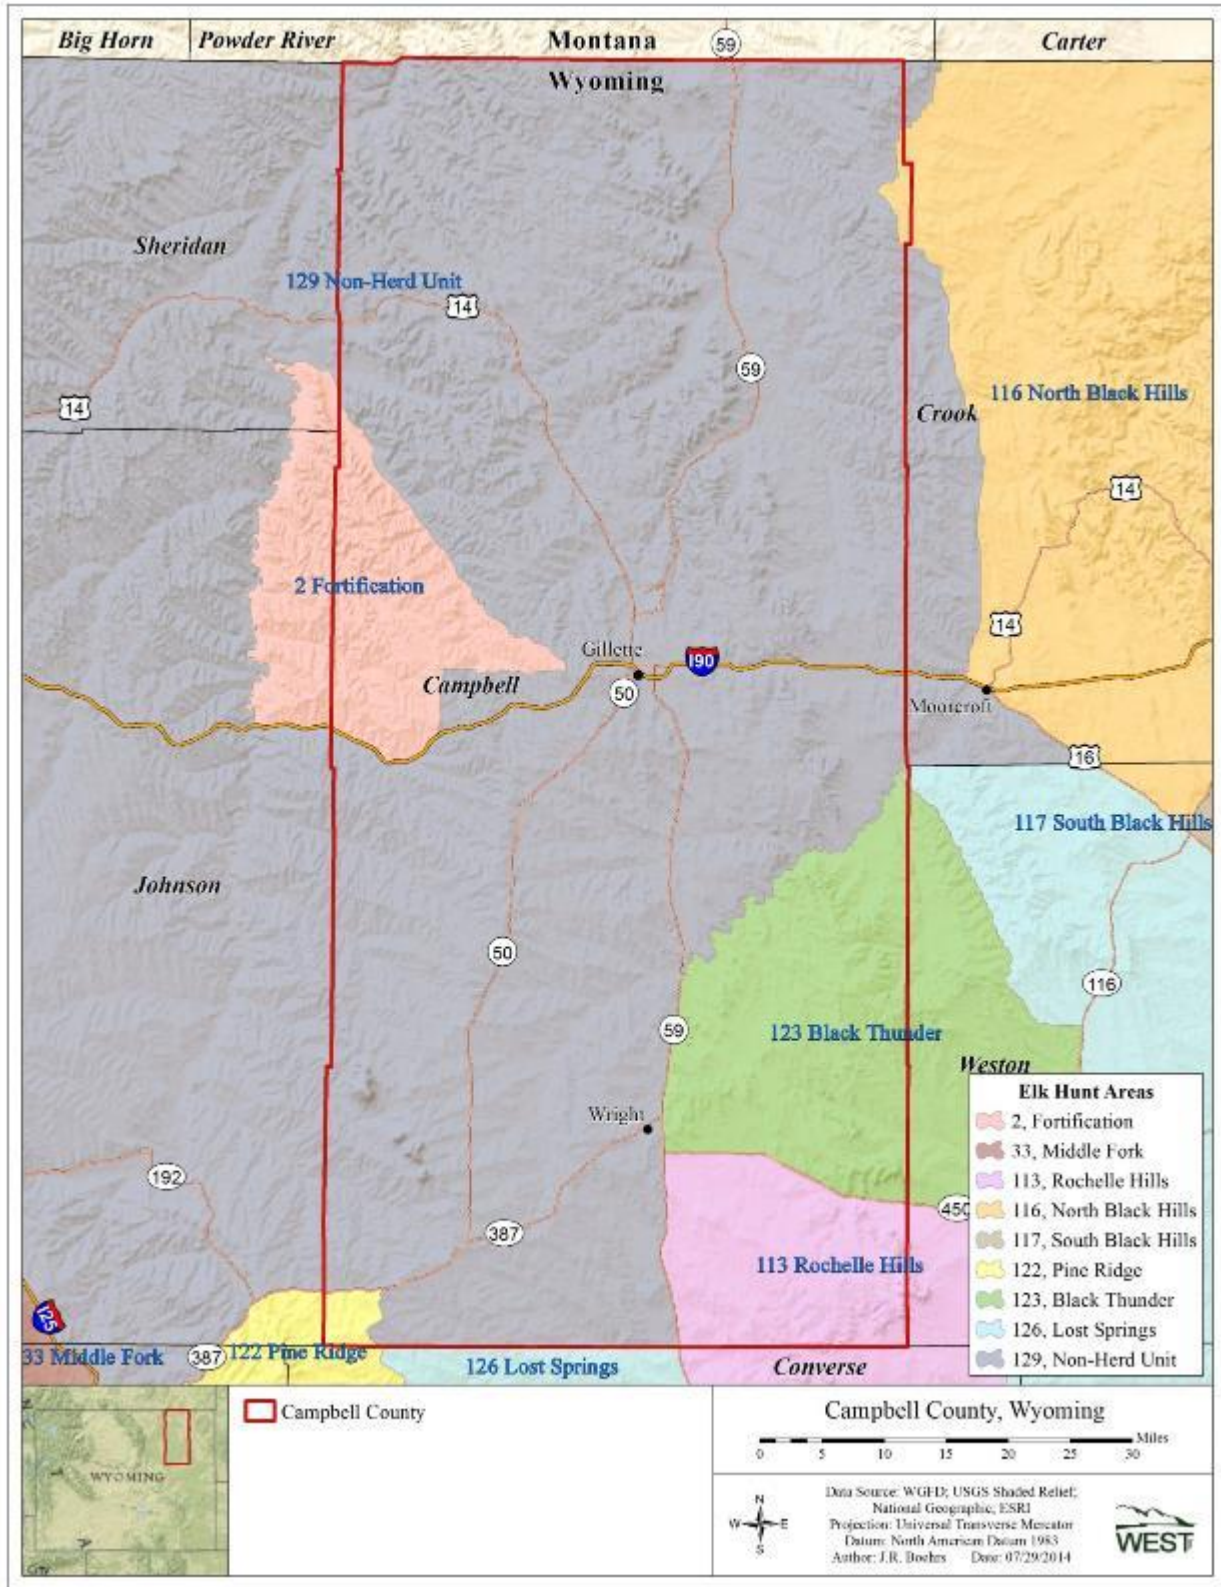 Big Horn
Powder River
Montana
59
Carter
Wyoming
Sheridan
129 Non-Herd Unit
14
59
14
116 North Black Hills
Crook
14
2 Fortification
14
Gillette
I90
Campbell
50
Moorcroft
16
117 South Black Hills
Johnson
50
116
59
123 Black Thunder
Weston
Wright
192
450
387
113 Rochelle Hills
I25
33 Middle Fork
387
122 Pine Ridge
126 Lost Springs
Converse
Elk Hunt Areas
2, Fortification
33, Middle Fork
113, Rochelle Hills
116, North Black Hills
117, South Black Hills
122, Pine Ridge
123, Black Thunder
126, Lost Springs
129, Non-Herd Unit
WYOMING
City
Campbell County
Campbell County, Wyoming
Miles
0 5 10 15 20 25 30
N
W E
S
Data Source: WGFD; USGS Shaded Relief;
National Geographic, ESRI
Projection: Universal Transverse Mercator
Datum: North American Datum 1983
Author: J.R. Boehrs Date: 07/29/2014
WEST